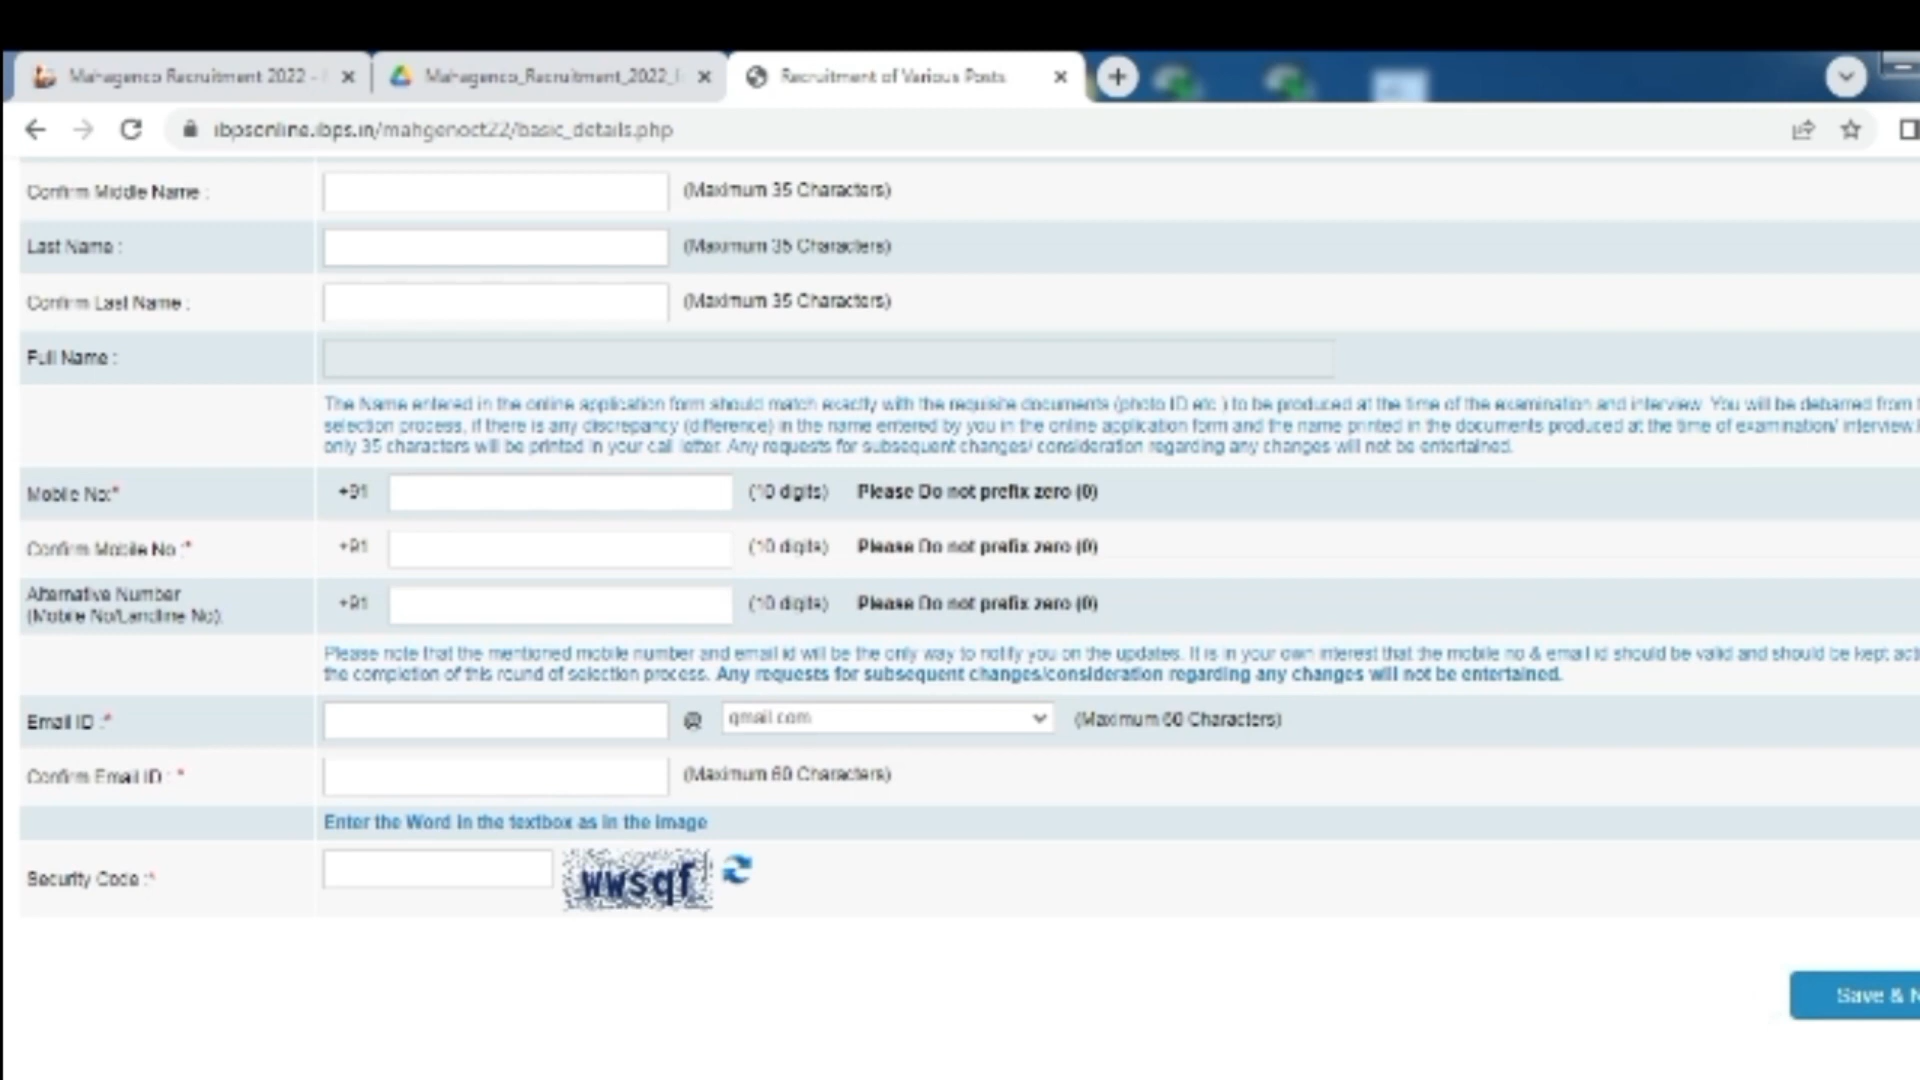 Mahagenco Recruitment 2022 -
Mahagenco_Recruitment_2022_
Recruitment of Various Posts
ibpsonline.ibps.in/mahgenoct22/basic_details.php
Confirm Middle Name :
(Maximum 35 Characters)
Last Name :
(Maximum 35 Characters)
Confirm Last Name :
(Maximum 35 Characters)
Full Name :
The Name entered in the online application form should match exactly with the requisite documents (photo ID etc.) to be produced at the time of the examination and interview. You will be debarred from
selection process, if there is any discrepancy (difference) in the name entered by you in the online application form and the name printed in the documents produced at the time of examination/ interview.
only 35 characters will be printed in your call letter. Any requests for subsequent changes/ consideration regarding any changes will not be entertained.
Mobile No:* +91 (10 digits) Please Do not prefix zero (0)
Confirm Mobile No :* +91 (10 digits) Please Do not prefix zero (0)
Alternative Number
(Mobile No/Landline No): +91 (10 digits) Please Do not prefix zero (0)
Please note that the mentioned mobile number and email id will be the only way to notify you on the updates. It is in your own interest that the mobile no & email id should be valid and should be kept
the completion of this round of selection process. Any requests for subsequent changes/consideration regarding any changes will not be entertained.
Email ID :* @ gmail.com (Maximum 60 Characters)
Confirm Email ID : * (Maximum 60 Characters)
Enter the Word in the textbox as in the image
Security Code :* wwsqf
Save & N